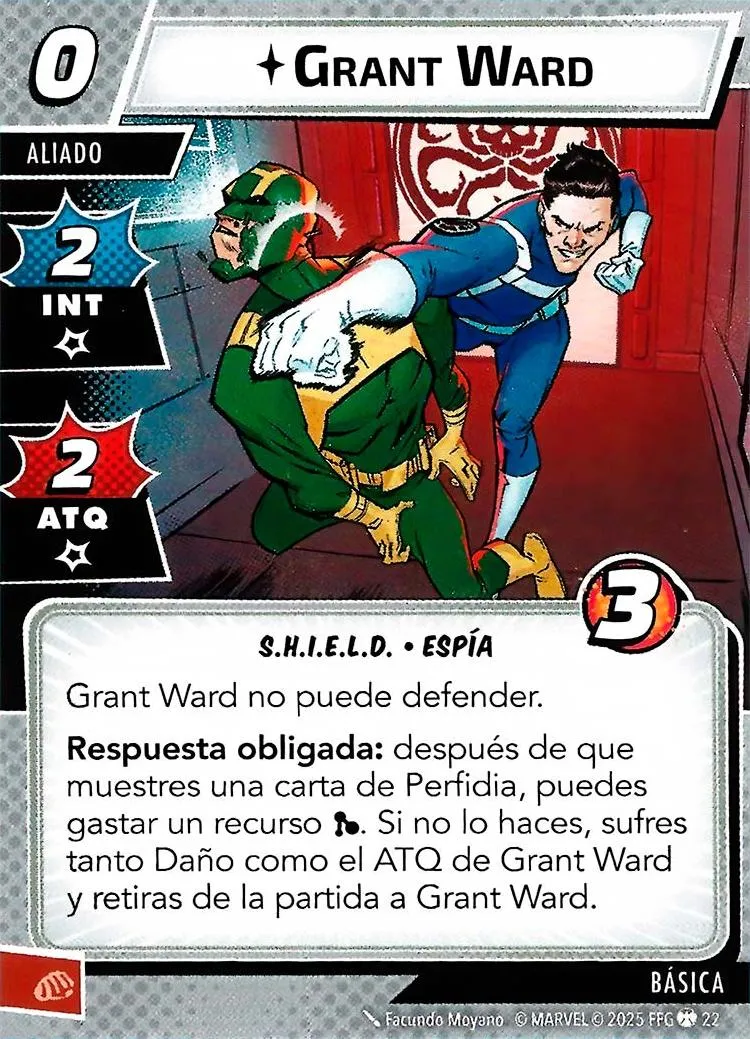 0
GRANT WARD
ALIADO
2
INT
2
ATQ
3
S.H.I.E.L.D. • ESPÍA
Grant Ward no puede defender.
Respuesta obligada: después de que
muestres una carta de Perfidia, puedes
gastar un recurso . Si no lo haces, sufres
tanto Daño como el ATQ de Grant Ward
y retiras de la partida a Grant Ward.
BÁSICA
Facundo Moyano © MARVEL © 2025 FFG 22